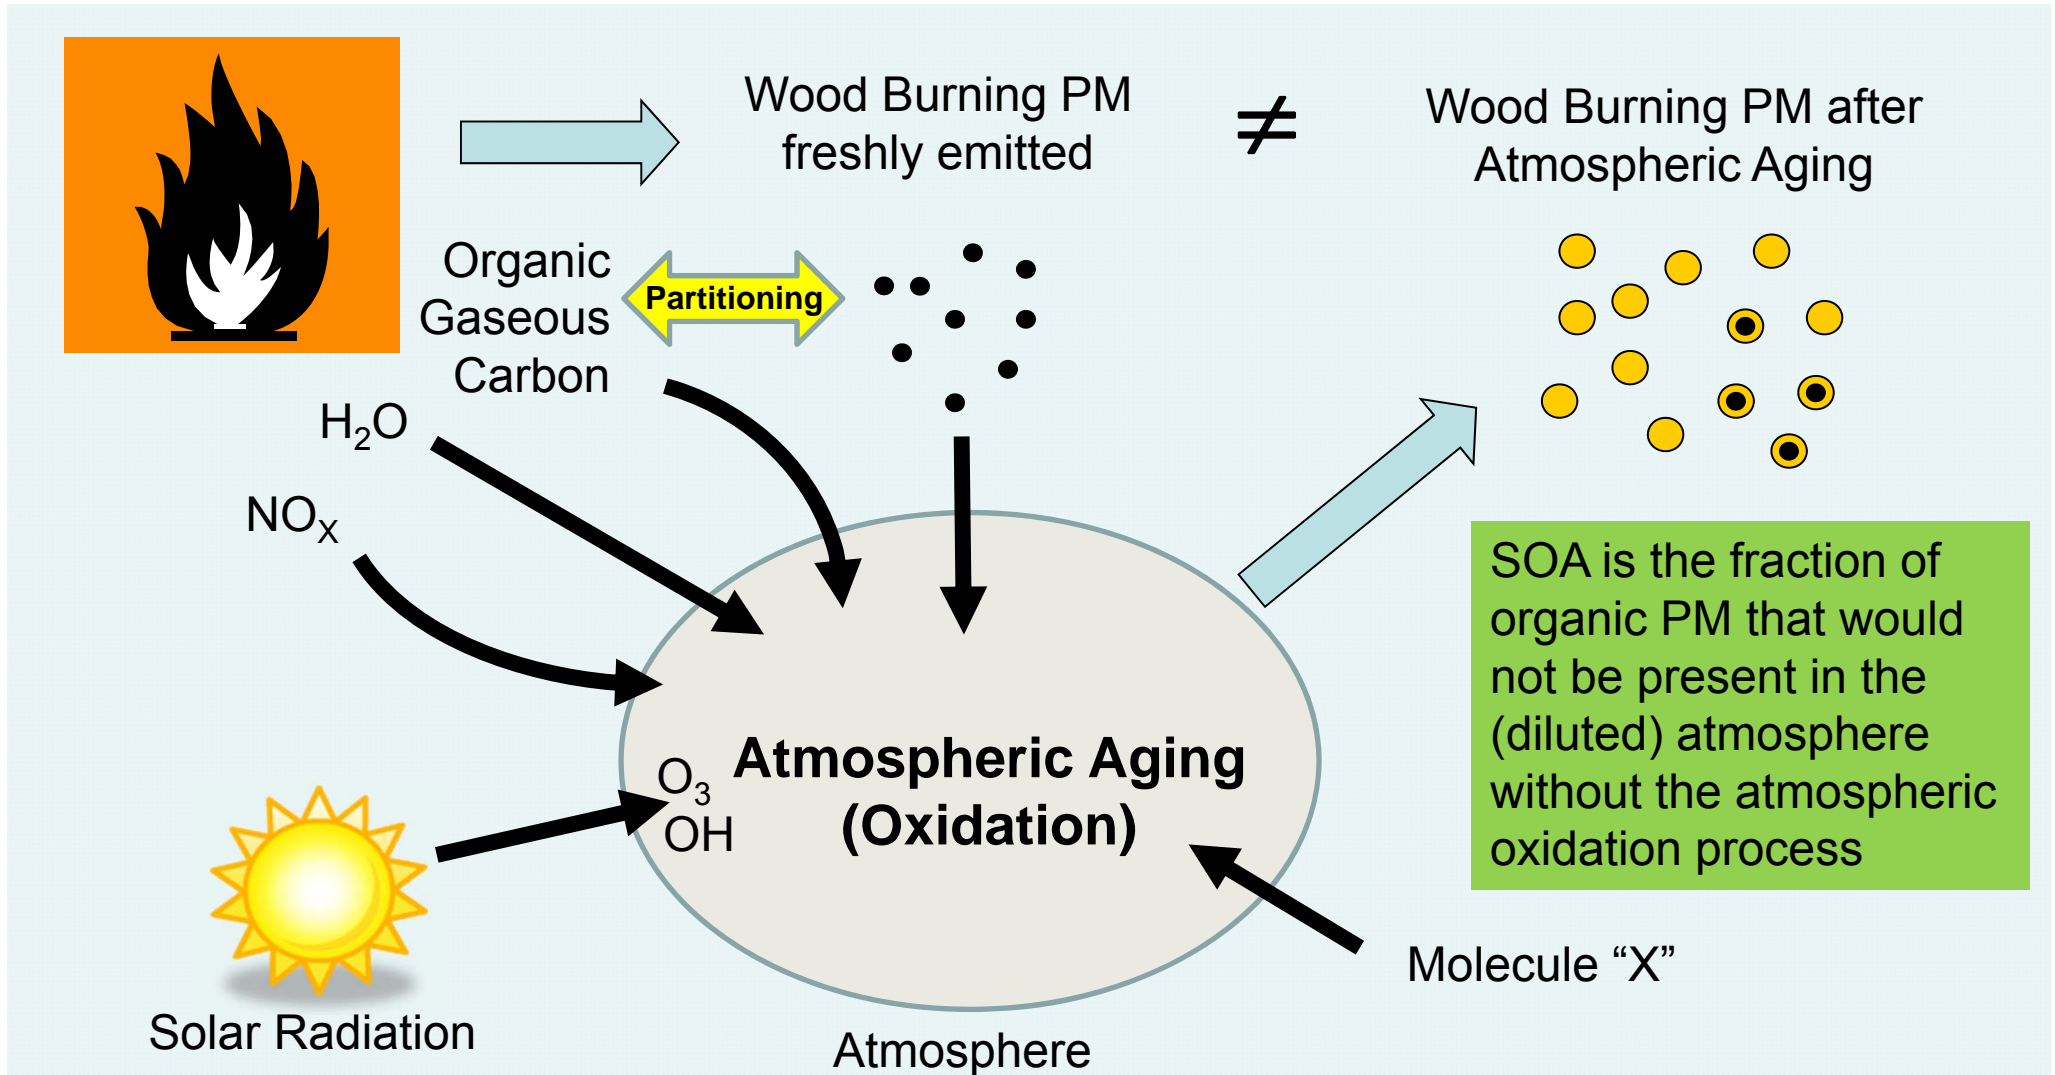 Wood Burning PM
freshly emitted
≠
Wood Burning PM after
Atmospheric Aging
Organic
Gaseous
Carbon
Partitioning
H₂O
NOₓ
SOA is the fraction of
organic PM that would
not be present in the
(diluted) atmosphere
without the atmospheric
oxidation process
O₃
OH
Atmospheric Aging
(Oxidation)
Molecule “X”
Solar Radiation
Atmosphere